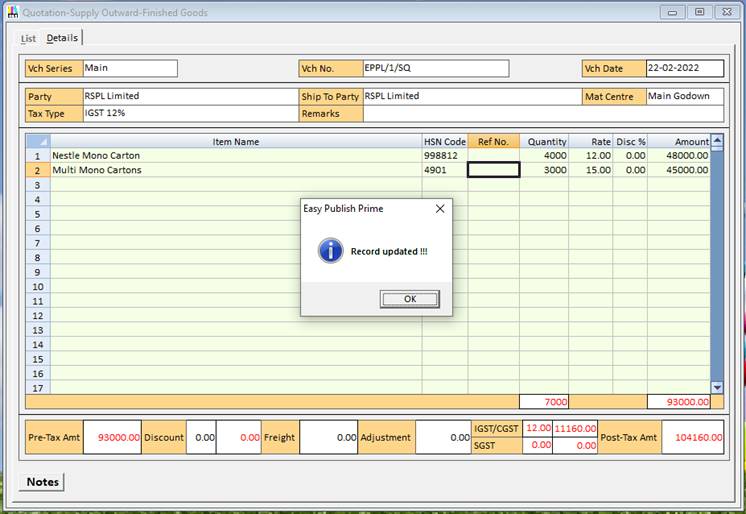 Quotation-Supply Outward-Finished Goods
List Details
Vch Series Main Vch No. EPPL/1/SQ Vch Date 22-02-2022
Party RSPL Limited Ship To Party RSPL Limited Mat Centre Main Godown
Tax Type IGST 12% Remarks
Item Name HSN Code Ref No. Quantity Rate Disc % Amount
1 Nestle Mono Carton 998812 4000 12.00 0.00 48000.00
2 Multi Mono Cartons 4901 3000 15.00 0.00 45000.00
3
4
5
6
7
8
9
10
11
12
13
14
15
16
17
Easy Publish Prime
Record updated !!!
OK
7000 93000.00
Pre-Tax Amt 93000.00 Discount 0.00 0.00 Freight 0.00 Adjustment 0.00 IGST/CGST 12.00 11160.00 Post-Tax Amt 104160.00
SGST 0.00 0.00
Notes